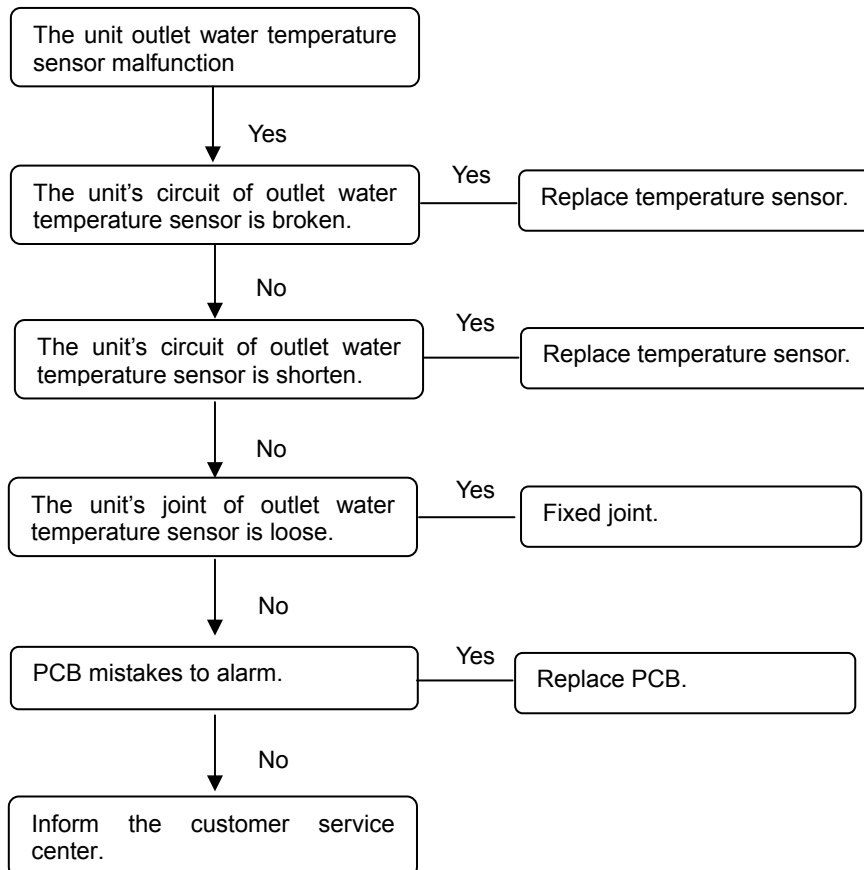 The unit outlet water temperature
sensor malfunction
Yes
The unit's circuit of outlet water
temperature sensor is broken.
Yes
Replace temperature sensor.
No
The unit's circuit of outlet water
temperature sensor is shorten.
Yes
Replace temperature sensor.
No
The unit's joint of outlet water
temperature sensor is loose.
Yes
Fixed joint.
No
PCB mistakes to alarm.
Yes
Replace PCB.
No
Inform the customer service
center.